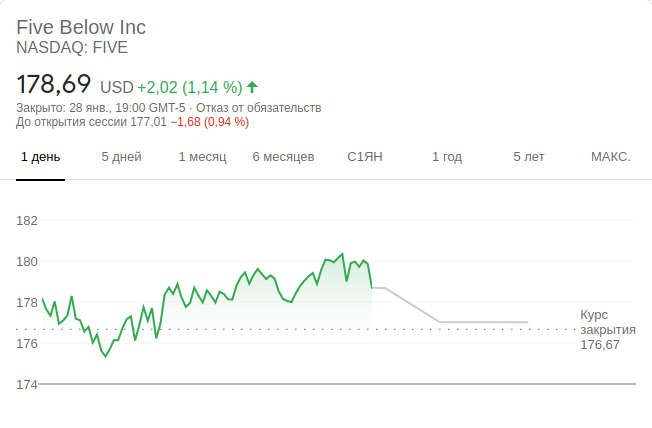 Five Below Inc
NASDAQ: FIVE
178,69 USD +2,02 (1,14 %)
Закрыто: 28 янв., 19:00 GMT-5 · Отказ от обязательств
До открытия сессии 177,01 −1,68 (0,94 %)
1 день 5 дней 1 месяц 6 месяцев С1ЯН 1 год 5 лет МАКС.
182
180
178
Курс
закрытия
176,67
176
174